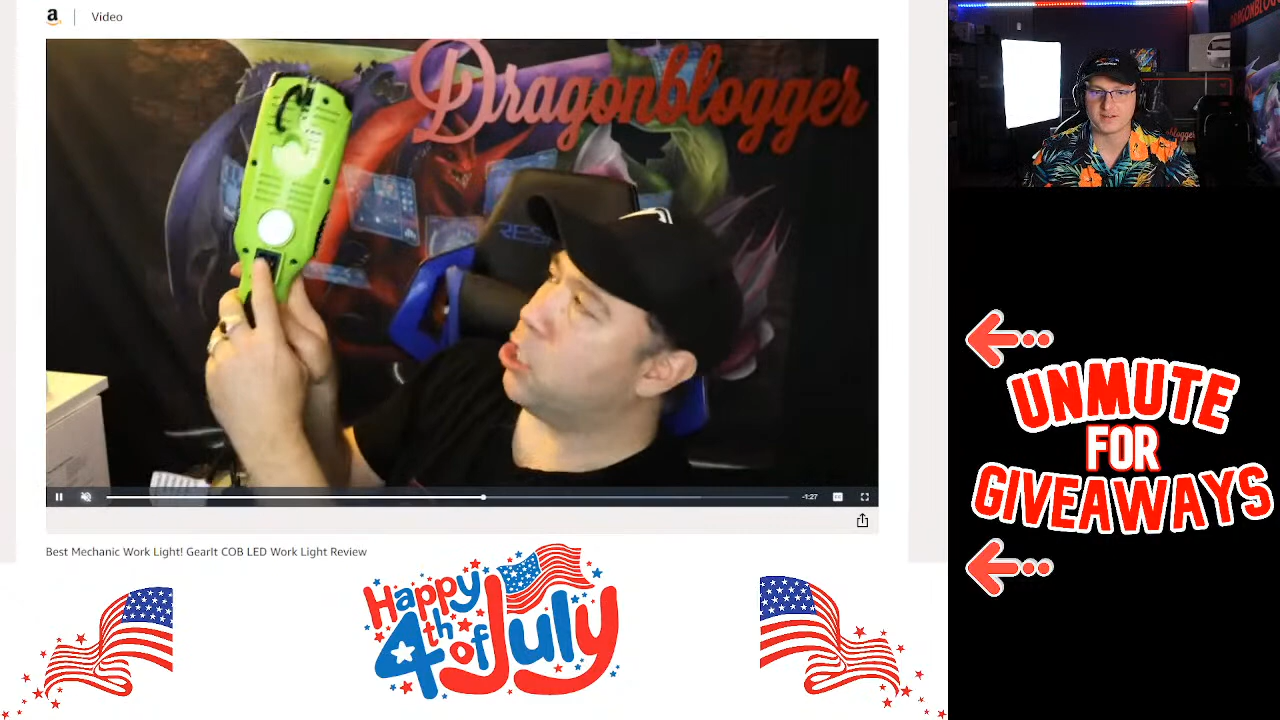 a
Video
Dragonblogger
RES
-1:27
Best Mechanic Work Light! GearIt COB LED Work Light Review
Happy
4th of July
UNMUTE
FOR
GIVEAWAYS